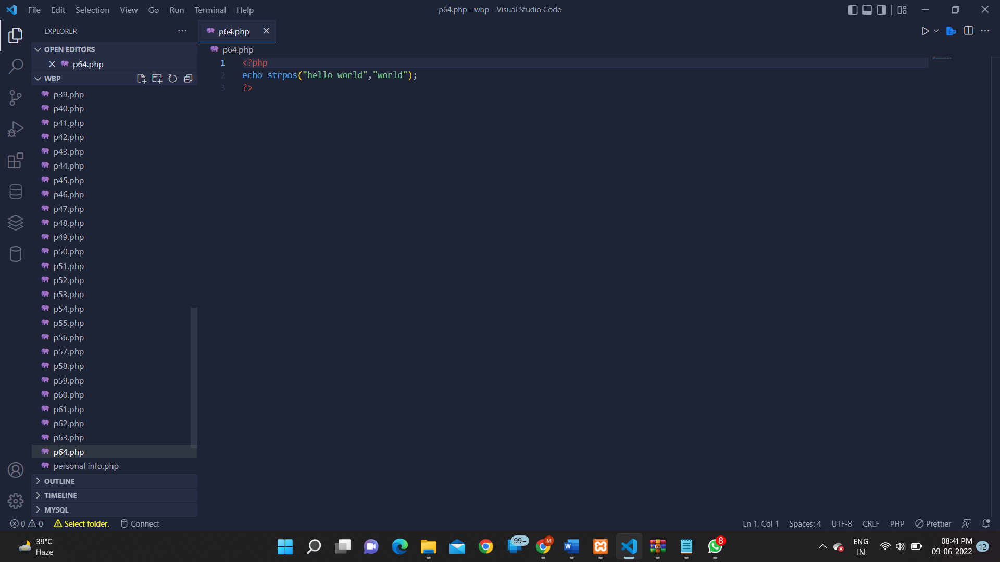 File Edit Selection View Go Run Terminal Help
p64.php - wbp - Visual Studio Code
EXPLORER
OPEN EDITORS
p64.php
WBP
p39.php
p40.php
p41.php
p42.php
p43.php
p44.php
p45.php
p46.php
p47.php
p48.php
p49.php
p50.php
p51.php
p52.php
p53.php
p54.php
p55.php
p56.php
p57.php
p58.php
p59.php
p60.php
p61.php
p62.php
p63.php
p64.php
personal info.php
OUTLINE
TIMELINE
MYSQL
p64.php
p64.php
1 <?php
2 echo strpos("hello world","world");
3 ?>
0 0 Select folder. Connect
Ln 1, Col 1 Spaces: 4 UTF-8 CRLF PHP Prettier
39°C
Haze
99+
M
W
8
ENG
IN
08:41 PM
09-06-2022
12